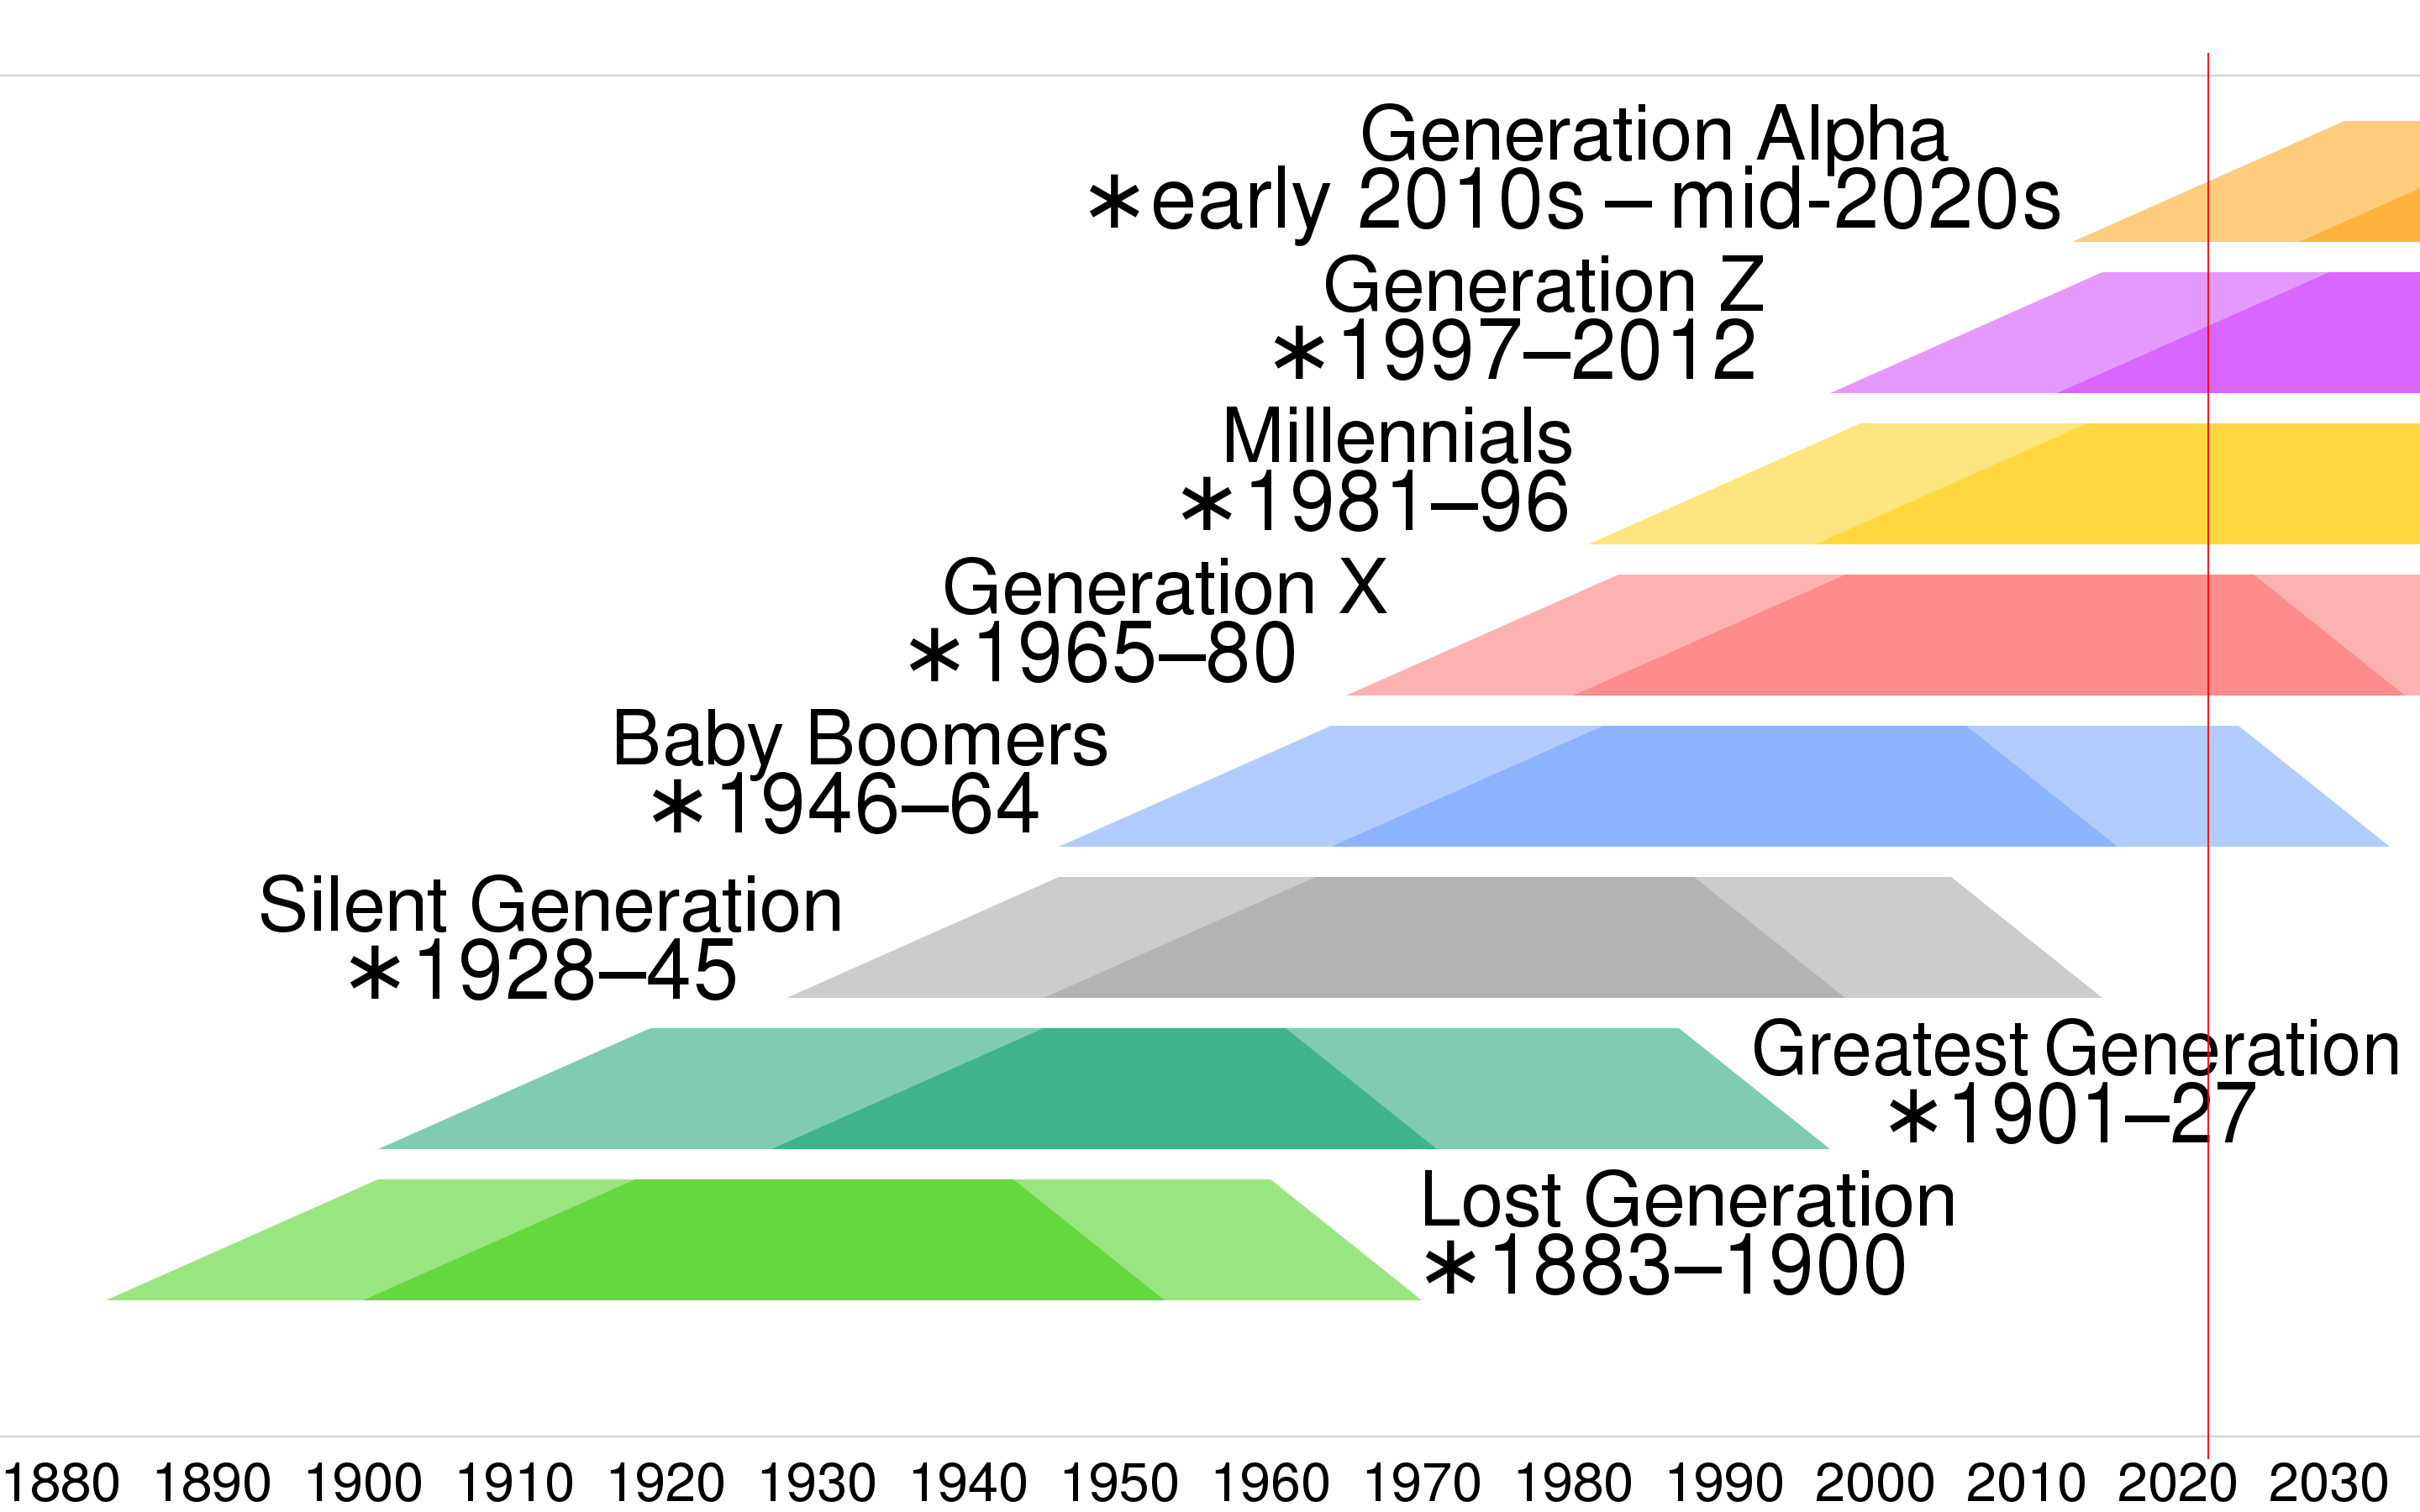 Generation Alpha
∗early 2010s – mid-2020s
Generation Z
∗1997–2012
Millennials
∗1981–96
Generation X
∗1965–80
Baby Boomers
∗1946–64
Silent Generation
∗1928–45
Greatest Generation
∗1901–27
Lost Generation
∗1883–1900
1880 1890 1900 1910 1920 1930 1940 1950 1960 1970 1980 1990 2000 2010 2020 2030